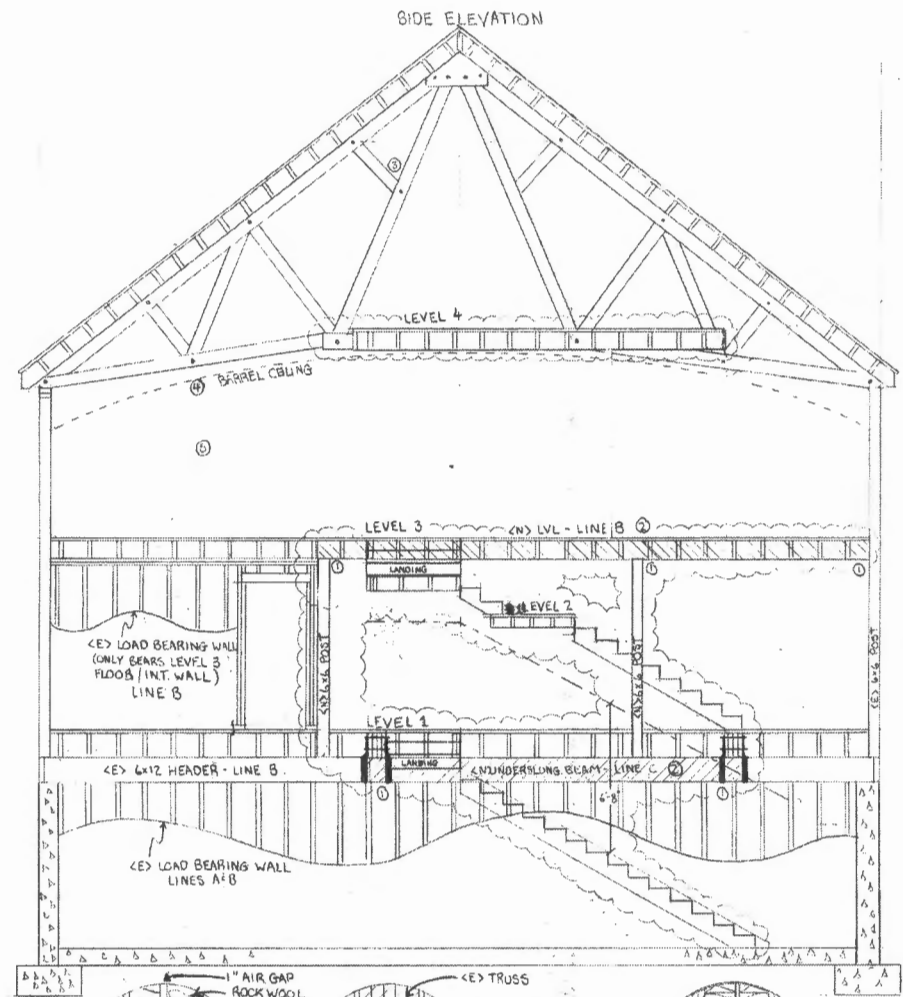 SIDE ELEVATION
③
LEVEL 4
④ BARREL CEILING
⑤
LEVEL 3
<N> LVL - LINE B ②
LANDING
①
①
①
LEVEL 2
<E> LOAD BEARING WALL
(ONLY BEARS LEVEL 3
FLOOR/INT. WALL)
LINE B
<N> 6x6 POST
<N> 6x6 POST
<E> 6x6 POST
LEVEL 1
<E> 6x12 HEADER - LINE B
LANDING
<N> UNDERSLUNG BEAM - LINE C ②
①
①
6'-8"
<E> LOAD BEARING WALL
LINES A&B
1" AIR GAP
ROCK WOOL
<E> TRUSS